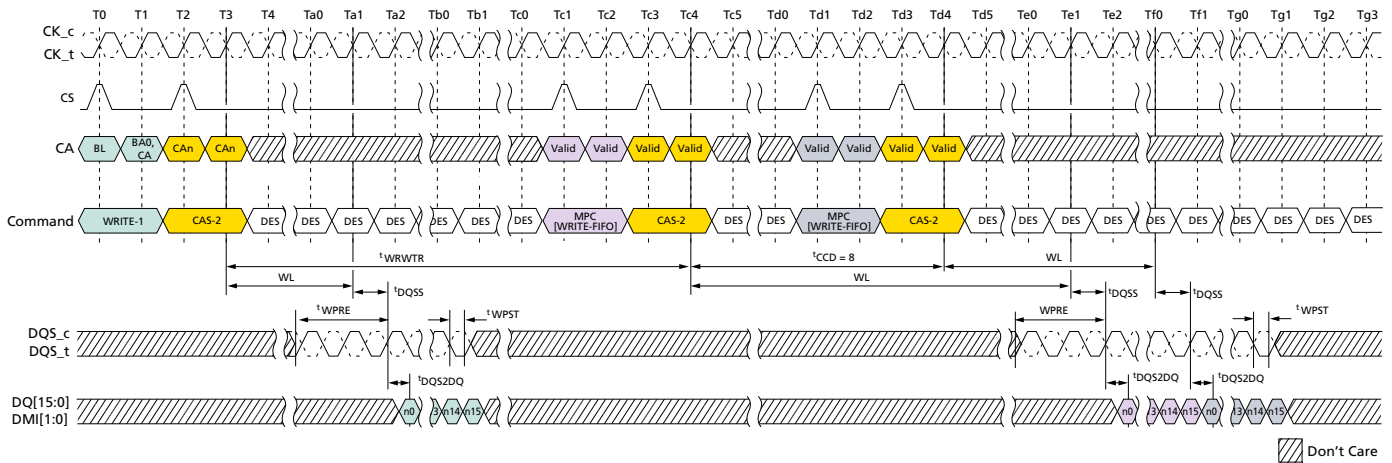 T0 T1 T2 T3 T4 Ta0 Ta1 Ta2 Tb0 Tb1 Tc0 Tc1 Tc2 Tc3 Tc4 Tc5 Td0 Td1 Td2 Td3 Td4 Td5 Te0 Te1 Te2 Tf0 Tf1 Tg0 Tg1 Tg2 Tg3
CK_c
CK_t
CS
CA BL BA0, CA CAn CAn Valid Valid Valid Valid Valid Valid Valid Valid
Command WRITE-1 CAS-2 DES DES DES DES DES DES DES MPC [WRITE-FIFO] CAS-2 DES DES MPC [WRITE-FIFO] CAS-2 DES DES DES DES DES DES DES DES DES DES
tWRWTR tCCD = 8 WL
WL WL
tDQSS tDQSS tDQSS
tWPRE tWPST WPRE tWPST
DQS_c
DQS_t
tDQS2DQ tDQS2DQ tDQS2DQ
DQ[15:0]
DMI[1:0]
n0 13 n14 n15 n0 13 n14 n15 n0 13 n14 n15
Don't Care